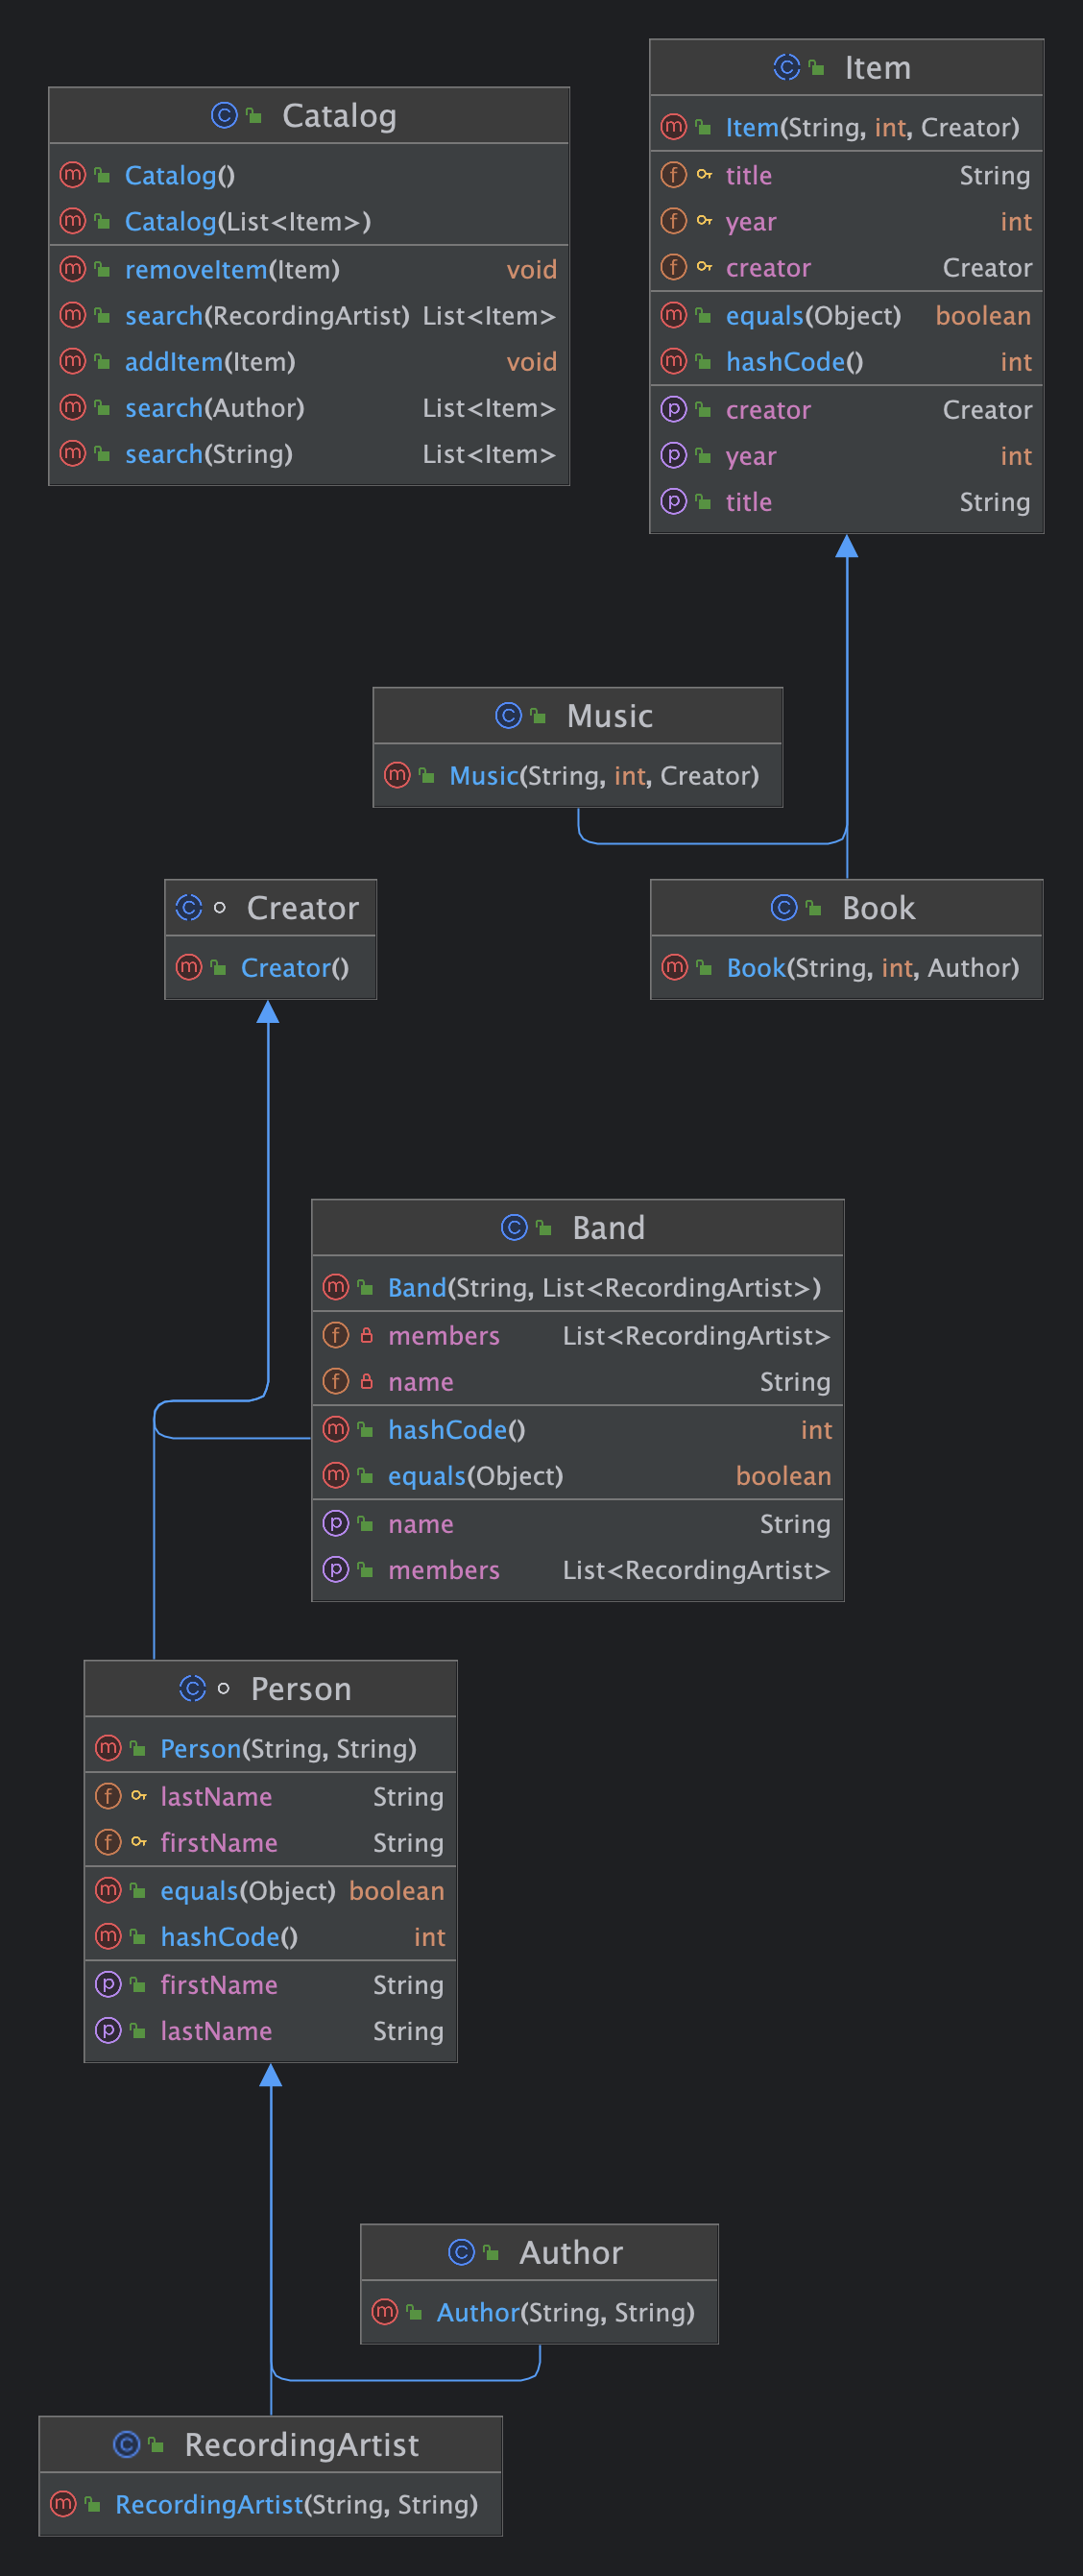 Catalog
Catalog()
Catalog(List<Item>)
removeItem(Item) void
search(RecordingArtist) List<Item>
addItem(Item) void
search(Author) List<Item>
search(String) List<Item>
Item
Item(String, int, Creator)
title String
year int
creator Creator
equals(Object) boolean
hashCode() int
creator Creator
year int
title String
Music
Music(String, int, Creator)
Creator
Creator()
Book
Book(String, int, Author)
Band
Band(String, List<RecordingArtist>)
members List<RecordingArtist>
name String
hashCode() int
equals(Object) boolean
name String
members List<RecordingArtist>
Person
Person(String, String)
lastName String
firstName String
equals(Object) boolean
hashCode() int
firstName String
lastName String
Author
Author(String, String)
RecordingArtist
RecordingArtist(String, String)